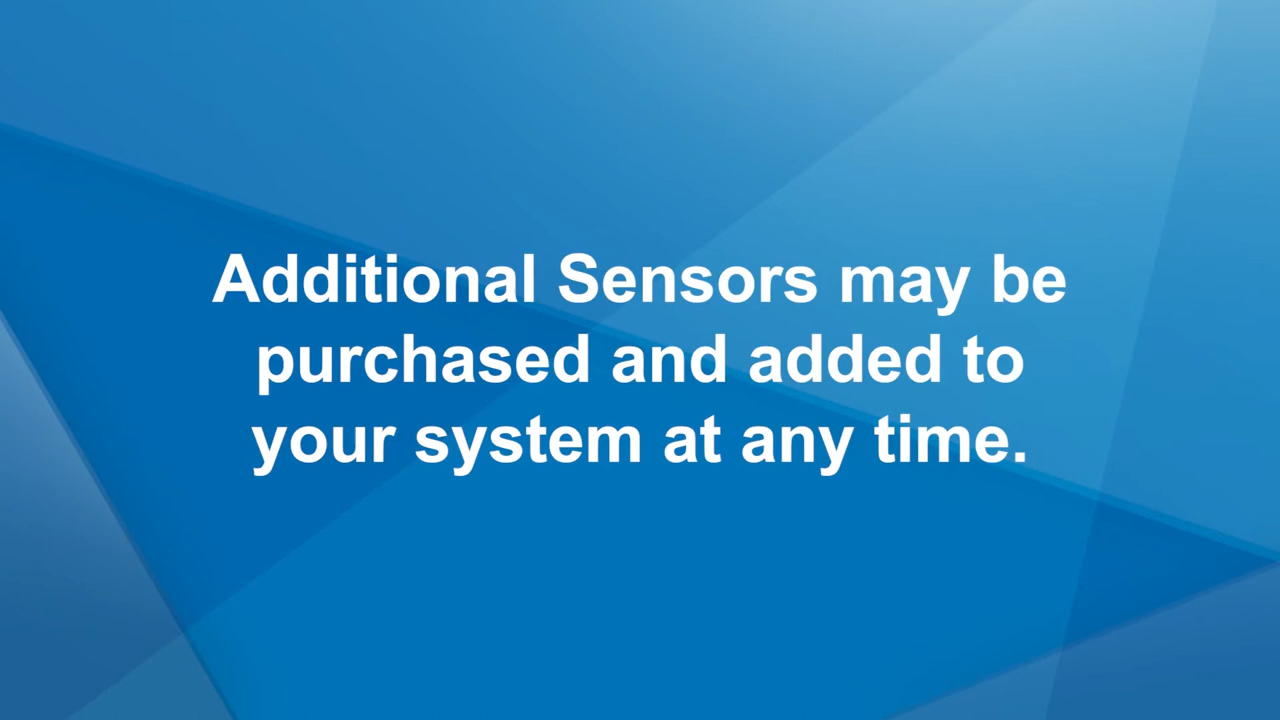 Additional Sensors may be
purchased and added to
your system at any time.